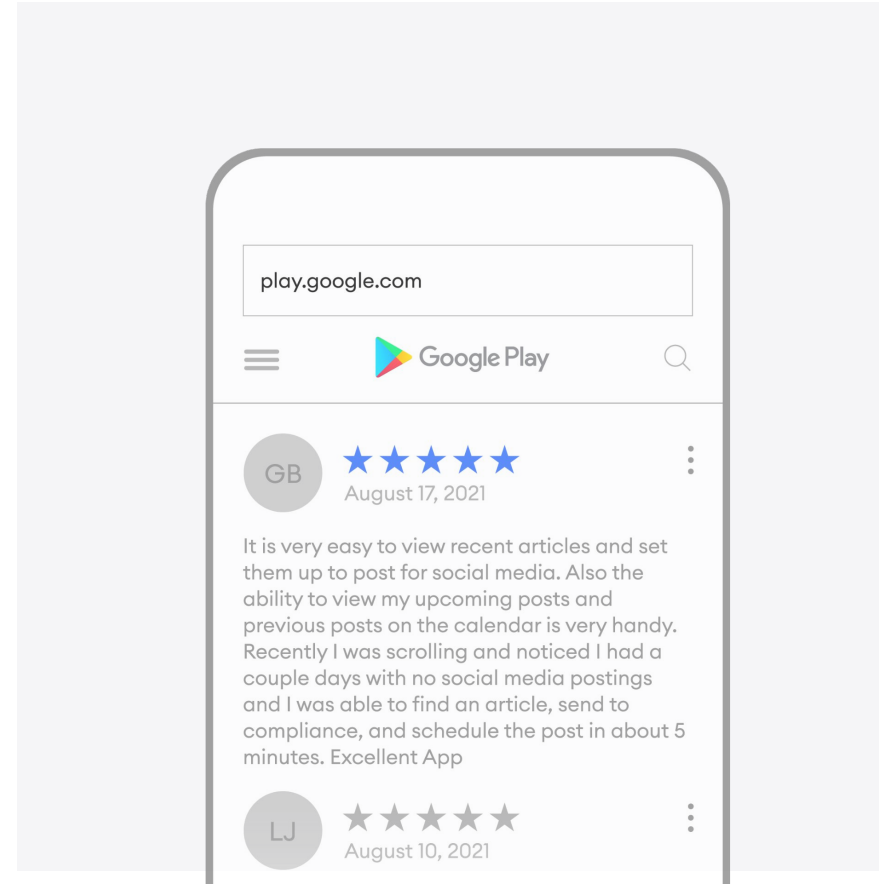 play.google.com
Google Play
GB
August 17, 2021
It is very easy to view recent articles and set
them up to post for social media. Also the
ability to view my upcoming posts and
previous posts on the calendar is very handy.
Recently I was scrolling and noticed I had a
couple days with no social media postings
and I was able to find an article, send to
compliance, and schedule the post in about 5
minutes. Excellent App
LJ
August 10, 2021